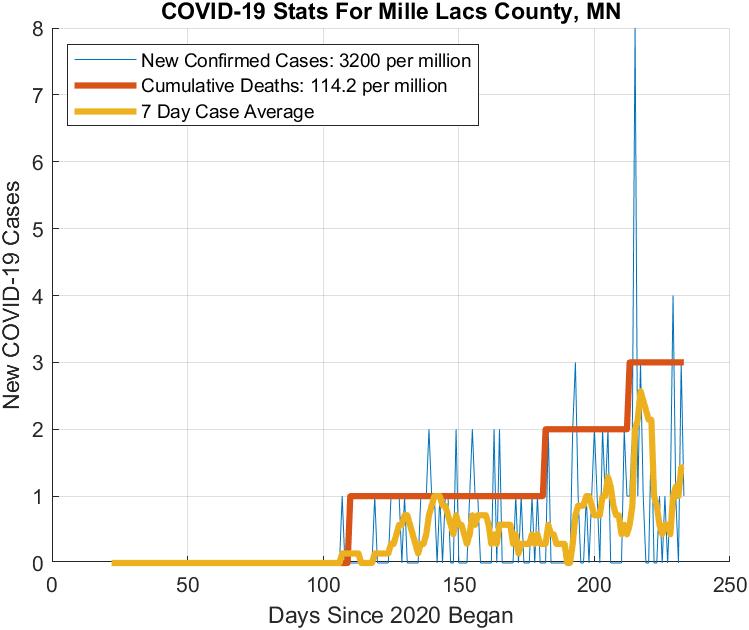 COVID-19 Stats For Mille Lacs County, MN
New Confirmed Cases: 3200 per million
Cumulative Deaths: 114.2 per million
7 Day Case Average
New COVID-19 Cases
8
7
6
5
4
3
2
1
0
0 50 100 150 200 250
Days Since 2020 Began